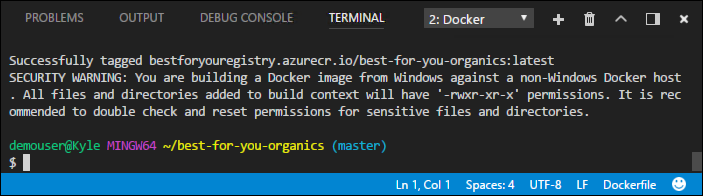 PROBLEMS OUTPUT DEBUG CONSOLE TERMINAL 2: Docker
Successfully tagged bestforyouregistry.azurecr.io/best-for-you-organics:latest
SECURITY WARNING: You are building a Docker image from Windows against a non-Windows Docker host
. All files and directories added to build context will have '-rwxr-xr-x' permissions. It is rec
ommended to double check and reset permissions for sensitive files and directories.
demouser@Kyle MINGW64 ~/best-for-you-organics (master)
$
Ln 1, Col 1 Spaces: 4 UTF-8 LF Dockerfile